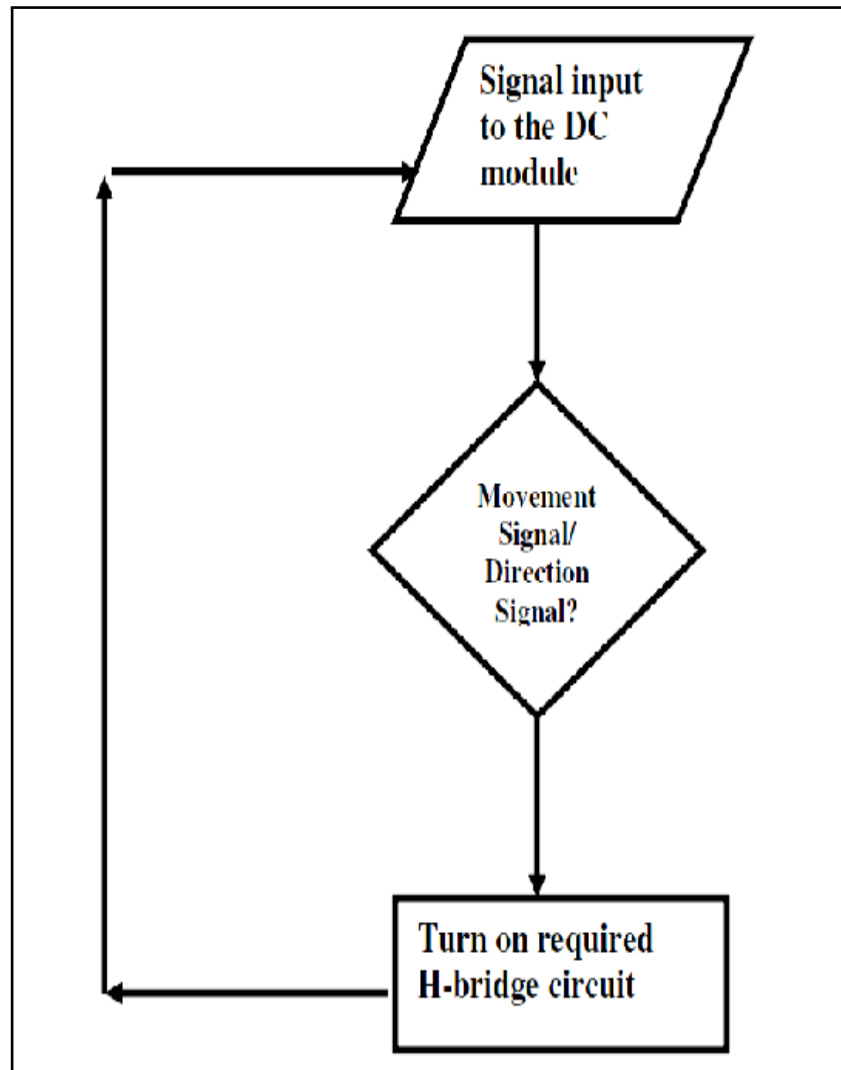 Signal input
to the DC
module
Movement
Signal/
Direction
Signal?
Turn on required
H-bridge circuit